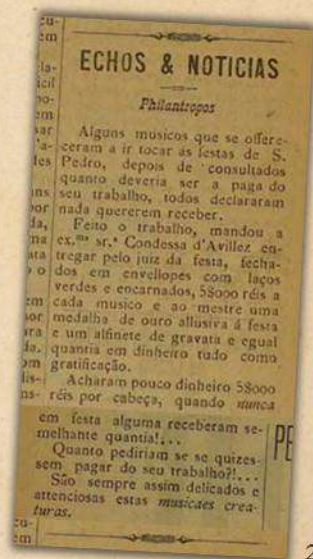 ECHOS & NOTICIAS
Philantropos
Alguns musicos que se offere-
ceram a ir tocar ás festas de S.
Pedro, depois de consultados
quanto deveria ser a paga do
seu trabalho, todos declararam
nada quererem receber.
Feito o trabalho, mandou a
ex.ma sr.a Condessa d'Avillez en-
tregar pelo juiz da festa, fecha-
dos em envellopes com laços
verdes e encarnados, 5$000 réis a
cada musico e ao mestre uma
medalha de ouro allusiva á festa
e um alfinete de gravata e egual
quantia em dinheiro tudo como
gratificação.
Acharam pouco dinheiro 5$000
réis por cabeça, quando nunca
em festa alguma receberam se-
melhante quantia!...
Quanto pediriam se se quizes-
sem pagar do seu trabalho?!...
São sempre assim delicados e
attenciosas estas musicaes crea-
turas.
PE
2